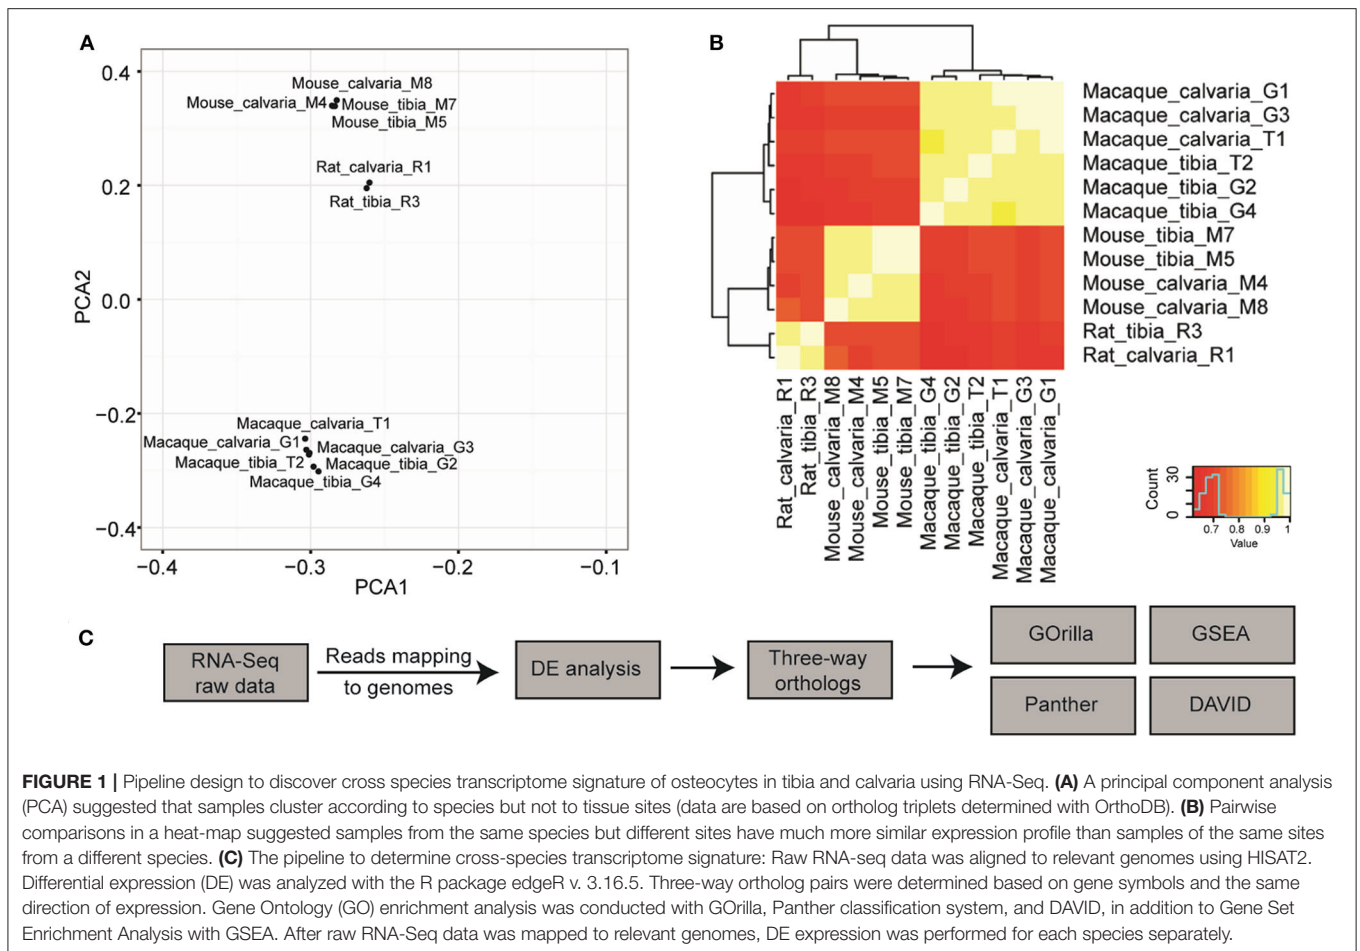 A
0.4
0.2
0.0
−0.2
−0.4
PCA2
−0.4
−0.3
−0.2
−0.1
PCA1
Mouse_calvaria_M8
Mouse_calvaria_M4
Mouse_tibia_M7
Mouse_tibia_M5
Rat_calvaria_R1
Rat_tibia_R3
Macaque_calvaria_T1
Macaque_calvaria_G1
Macaque_calvaria_G3
Macaque_tibia_T2
Macaque_tibia_G2
Macaque_tibia_G4
B
Macaque_calvaria_G1
Macaque_calvaria_G3
Macaque_calvaria_T1
Macaque_tibia_T2
Macaque_tibia_G2
Macaque_tibia_G4
Mouse_tibia_M7
Mouse_tibia_M5
Mouse_calvaria_M4
Mouse_calvaria_M8
Rat_tibia_R3
Rat_calvaria_R1
Rat_calvaria_R1
Rat_tibia_R3
Mouse_calvaria_M8
Mouse_calvaria_M4
Mouse_tibia_M5
Mouse_tibia_M7
Macaque_tibia_G4
Macaque_tibia_G2
Macaque_tibia_T2
Macaque_calvaria_T1
Macaque_calvaria_G3
Macaque_calvaria_G1
Count
30
0
0.7 0.8 0.9 1
Value
C
RNA-Seq
raw data
Reads mapping
to genomes
DE analysis
Three-way
orthologs
GOrilla
GSEA
Panther
DAVID
FIGURE 1 | Pipeline design to discover cross species transcriptome signature of osteocytes in tibia and calvaria using RNA-Seq. (A) A principal component analysis
(PCA) suggested that samples cluster according to species but not to tissue sites (data are based on ortholog triplets determined with OrthoDB). (B) Pairwise
comparisons in a heat-map suggested samples from the same species but different sites have much more similar expression profile than samples of the same sites
from a different species. (C) The pipeline to determine cross-species transcriptome signature: Raw RNA-seq data was aligned to relevant genomes using HISAT2.
Differential expression (DE) was analyzed with the R package edgeR v. 3.16.5. Three-way ortholog pairs were determined based on gene symbols and the same
direction of expression. Gene Ontology (GO) enrichment analysis was conducted with GOrilla, Panther classification system, and DAVID, in addition to Gene Set
Enrichment Analysis with GSEA. After raw RNA-Seq data was mapped to relevant genomes, DE expression was performed for each species separately.